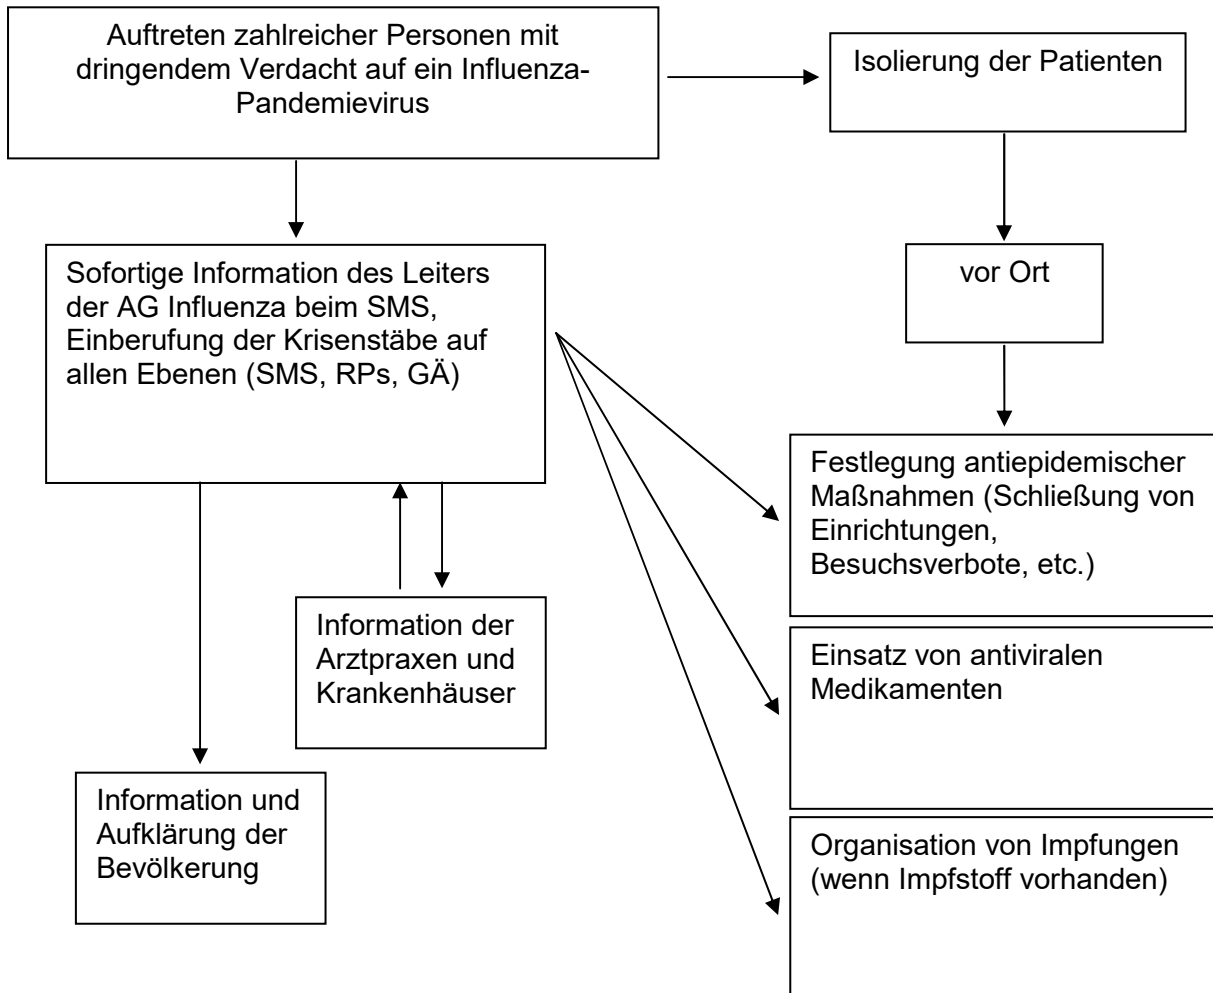 Auftreten zahlreicher Personen mit
dringendem Verdacht auf ein Influenza-
Pandemievirus
Isolierung der Patienten
Sofortige Information des Leiters
der AG Influenza beim SMS,
Einberufung der Krisenstäbe auf
allen Ebenen (SMS, RPs, GÄ)
vor Ort
Festlegung antiepidemischer
Maßnahmen (Schließung von
Einrichtungen,
Besuchsverbote, etc.)
Information der
Arztpraxen und
Krankenhäuser
Einsatz von antiviralen
Medikamenten
Information und
Aufklärung der
Bevölkerung
Organisation von Impfungen
(wenn Impfstoff vorhanden)